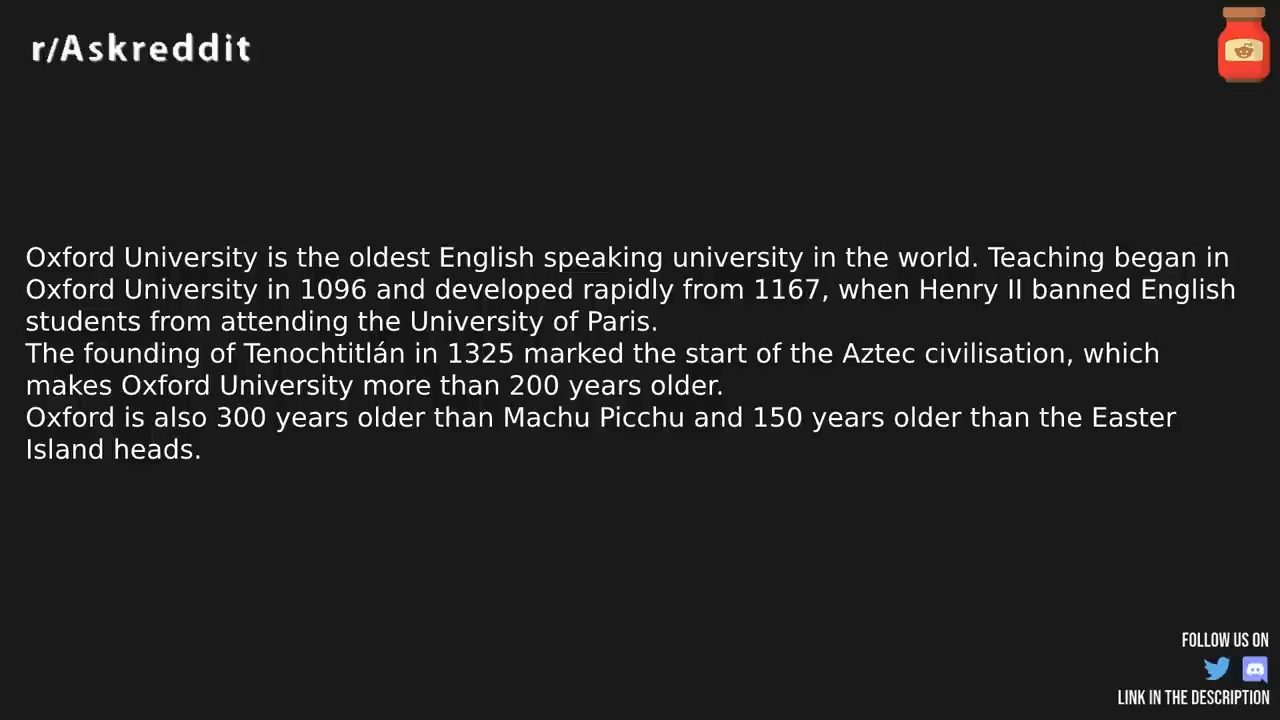 r/Askreddit
Oxford University is the oldest English speaking university in the world. Teaching began in
Oxford University in 1096 and developed rapidly from 1167, when Henry II banned English
students from attending the University of Paris.
The founding of Tenochtitlán in 1325 marked the start of the Aztec civilisation, which
makes Oxford University more than 200 years older.
Oxford is also 300 years older than Machu Picchu and 150 years older than the Easter
Island heads.
FOLLOW US ON
LINK IN THE DESCRIPTION